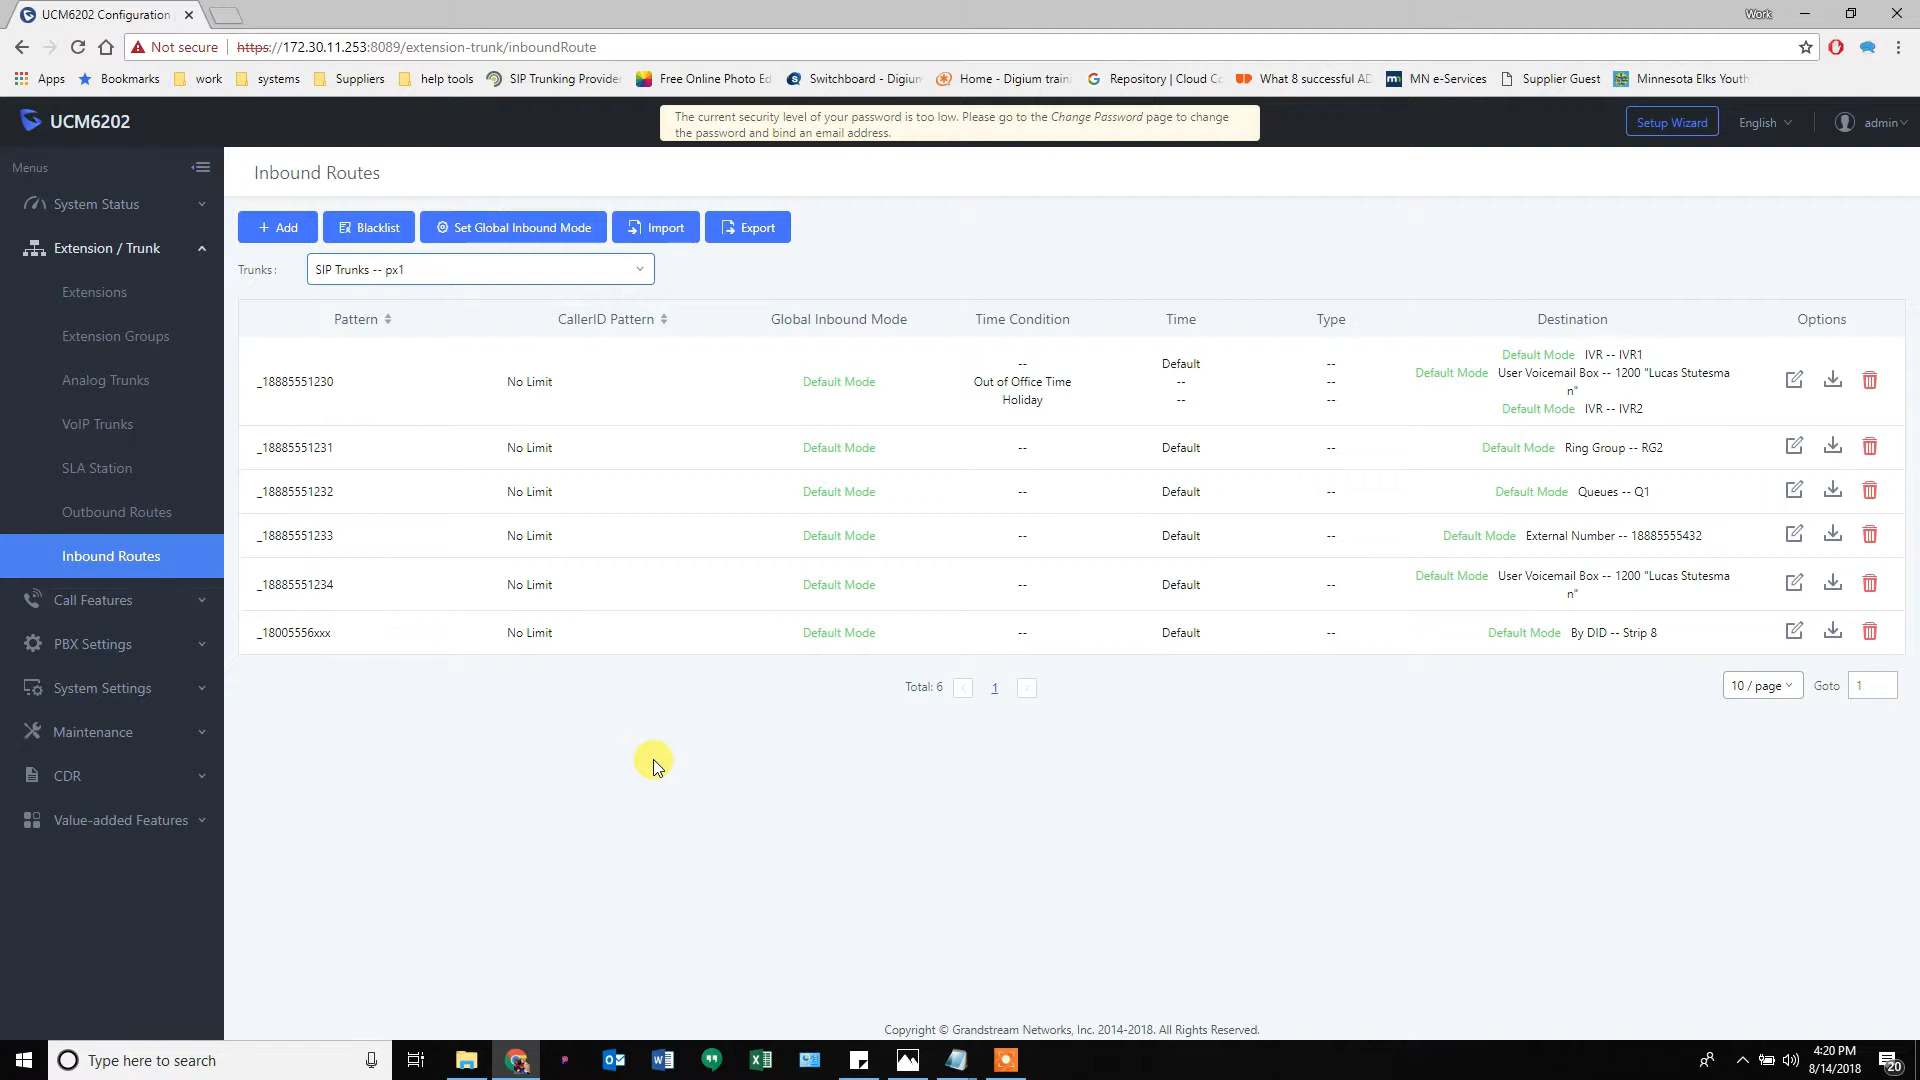 UCM6202 Configuration
Work
Not secure
https://172.30.11.253:8089/extension-trunk/inboundRoute
Apps Bookmarks work systems Suppliers help tools SIP Trunking Provide Free Online Photo Ed Switchboard - Digium Home - Digium train Repository | Cloud Co What 8 successful AD MN e-Services Supplier Guest Minnesota Elks Youth
UCM6202
The current security level of your password is too low. Please go to the Change Password page to change
the password and bind an email address.
Setup Wizard English admin
Menus
System Status
Extension / Trunk
Extensions
Extension Groups
Analog Trunks
VoIP Trunks
SLA Station
Outbound Routes
Inbound Routes
Call Features
PBX Settings
System Settings
Maintenance
CDR
Value-added Features
Inbound Routes
+ Add Blacklist Set Global Inbound Mode Import Export
Trunks: SIP Trunks -- px1
Pattern CallerID Pattern Global Inbound Mode Time Condition Time Type Destination Options
_18885551230 No Limit Default Mode
-- Default --
Out of Office Time -- --
Holiday -- --
Default Mode IVR -- IVR1
Default Mode User Voicemail Box -- 1200 "Lucas Stutesma
n"
Default Mode IVR -- IVR2
_18885551231 No Limit Default Mode -- Default -- Default Mode Ring Group -- RG2
_18885551232 No Limit Default Mode -- Default -- Default Mode Queues -- Q1
_18885551233 No Limit Default Mode -- Default -- Default Mode External Number -- 18885555432
_18885551234 No Limit Default Mode -- Default -- Default Mode User Voicemail Box -- 1200 "Lucas Stutesma
n"
_18005556xxx No Limit Default Mode -- Default -- Default Mode By DID -- Strip 8
Total: 6 < 1 > 10 / page Goto 1
Copyright © Grandstream Networks, Inc. 2014-2018. All Rights Reserved.
Type here to search
4:20 PM
8/14/2018
20